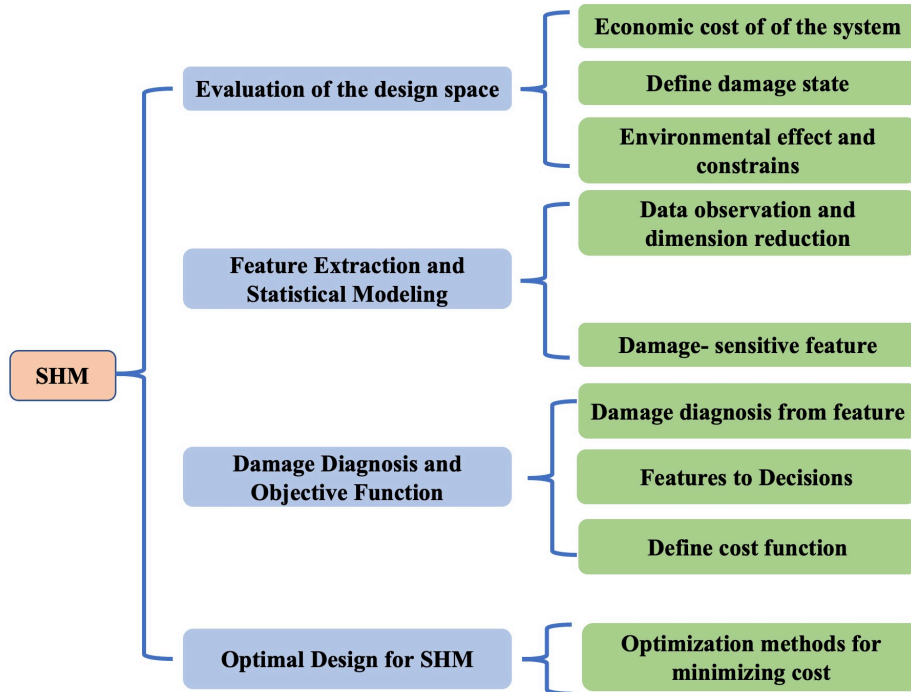 SHM
Evaluation of the design space
Economic cost of of the system
Define damage state
Environmental effect and
constrains
Feature Extraction and
Statistical Modeling
Data observation and
dimension reduction
Damage- sensitive feature
Damage Diagnosis and
Objective Function
Damage diagnosis from feature
Features to Decisions
Define cost function
Optimal Design for SHM
Optimization methods for
minimizing cost